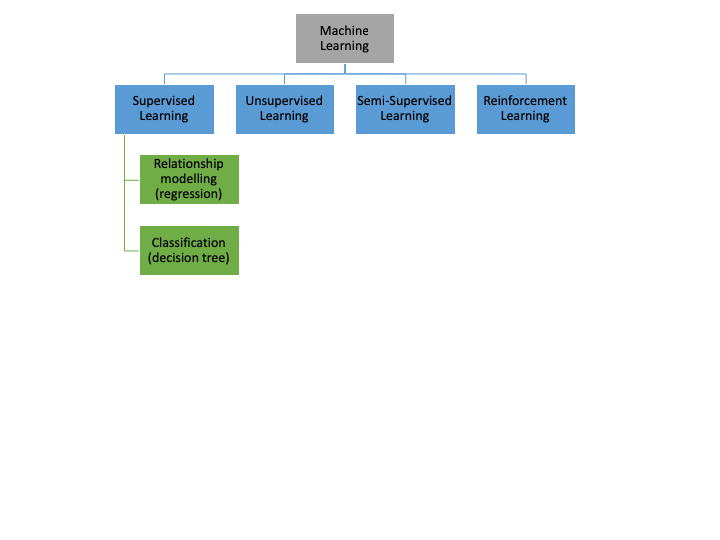 Machine
Learning
Supervised
Learning
Unsupervised
Learning
Semi-Supervised
Learning
Reinforcement
Learning
Relationship
modelling
(regression)
Classification
(decision tree)